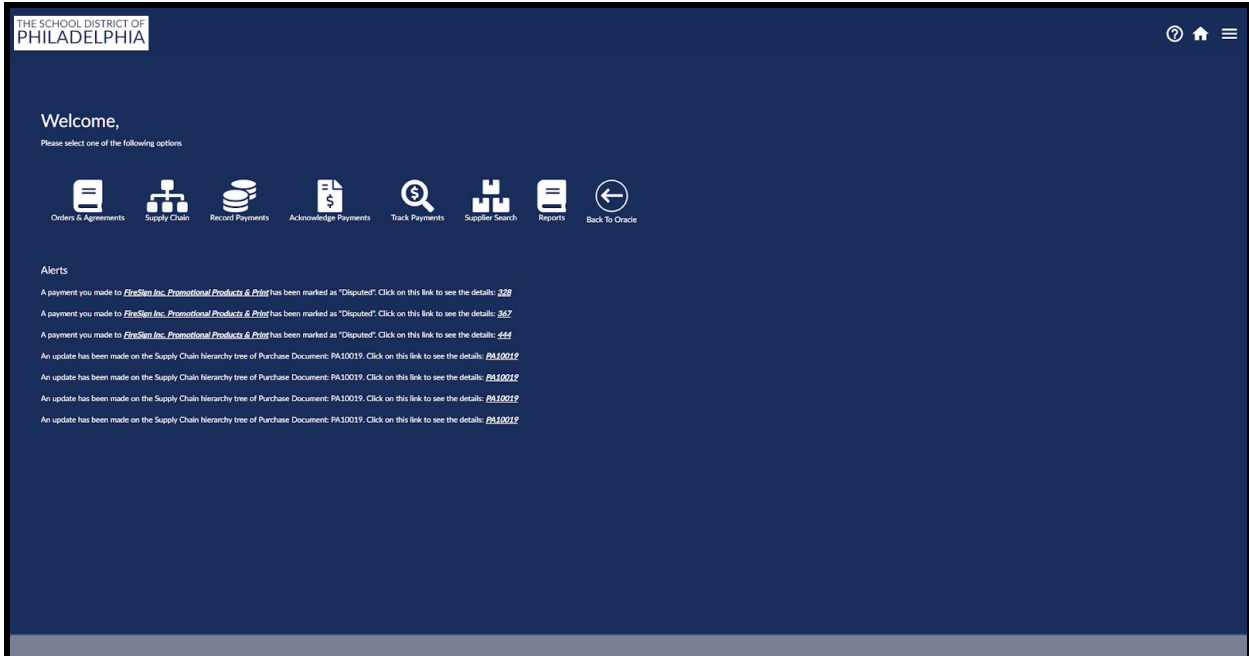 THE SCHOOL DISTRICT OF
PHILADELPHIA
Welcome,
Please select one of the following options
Orders & Agreements
Supply Chain
Record Payments
Acknowledge Payments
Track Payments
Supplier Search
Reports
Back To Oracle
Alerts
A payment you made to FireSign Inc. Promotional Products & Print has been marked as "Disputed". Click on this link to see the details: 328
A payment you made to FireSign Inc. Promotional Products & Print has been marked as "Disputed". Click on this link to see the details: 367
A payment you made to FireSign Inc. Promotional Products & Print has been marked as "Disputed". Click on this link to see the details: 444
An update has been made on the Supply Chain hierarchy tree of Purchase Document: PA10019. Click on this link to see the details: PA10019
An update has been made on the Supply Chain hierarchy tree of Purchase Document: PA10019. Click on this link to see the details: PA10019
An update has been made on the Supply Chain hierarchy tree of Purchase Document: PA10019. Click on this link to see the details: PA10019
An update has been made on the Supply Chain hierarchy tree of Purchase Document: PA10019. Click on this link to see the details: PA10019